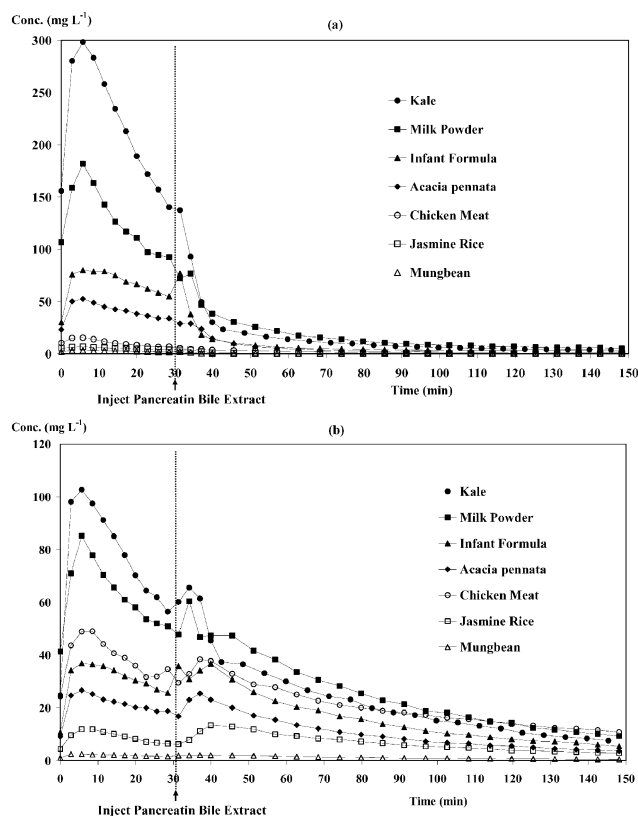 Conc. (mg L-1)
(a)
300
250
200
150
100
50
0
Kale
Milk Powder
Infant Formula
Acacia pennata
Chicken Meat
Jasmine Rice
Mungbean
0 10 20 30 40 50 60 70 80 90 100 110 120 130 140 150
Time (min)
Inject Pancreatin Bile Extract
Conc. (mg L-1)
(b)
120
100
80
60
40
20
0
Kale
Milk Powder
Infant Formula
Acacia pennata
Chicken Meat
Jasmine Rice
Mungbean
0 10 20 30 40 50 60 70 80 90 100 110 120 130 140 150
Time (min)
Inject Pancreatin Bile Extract